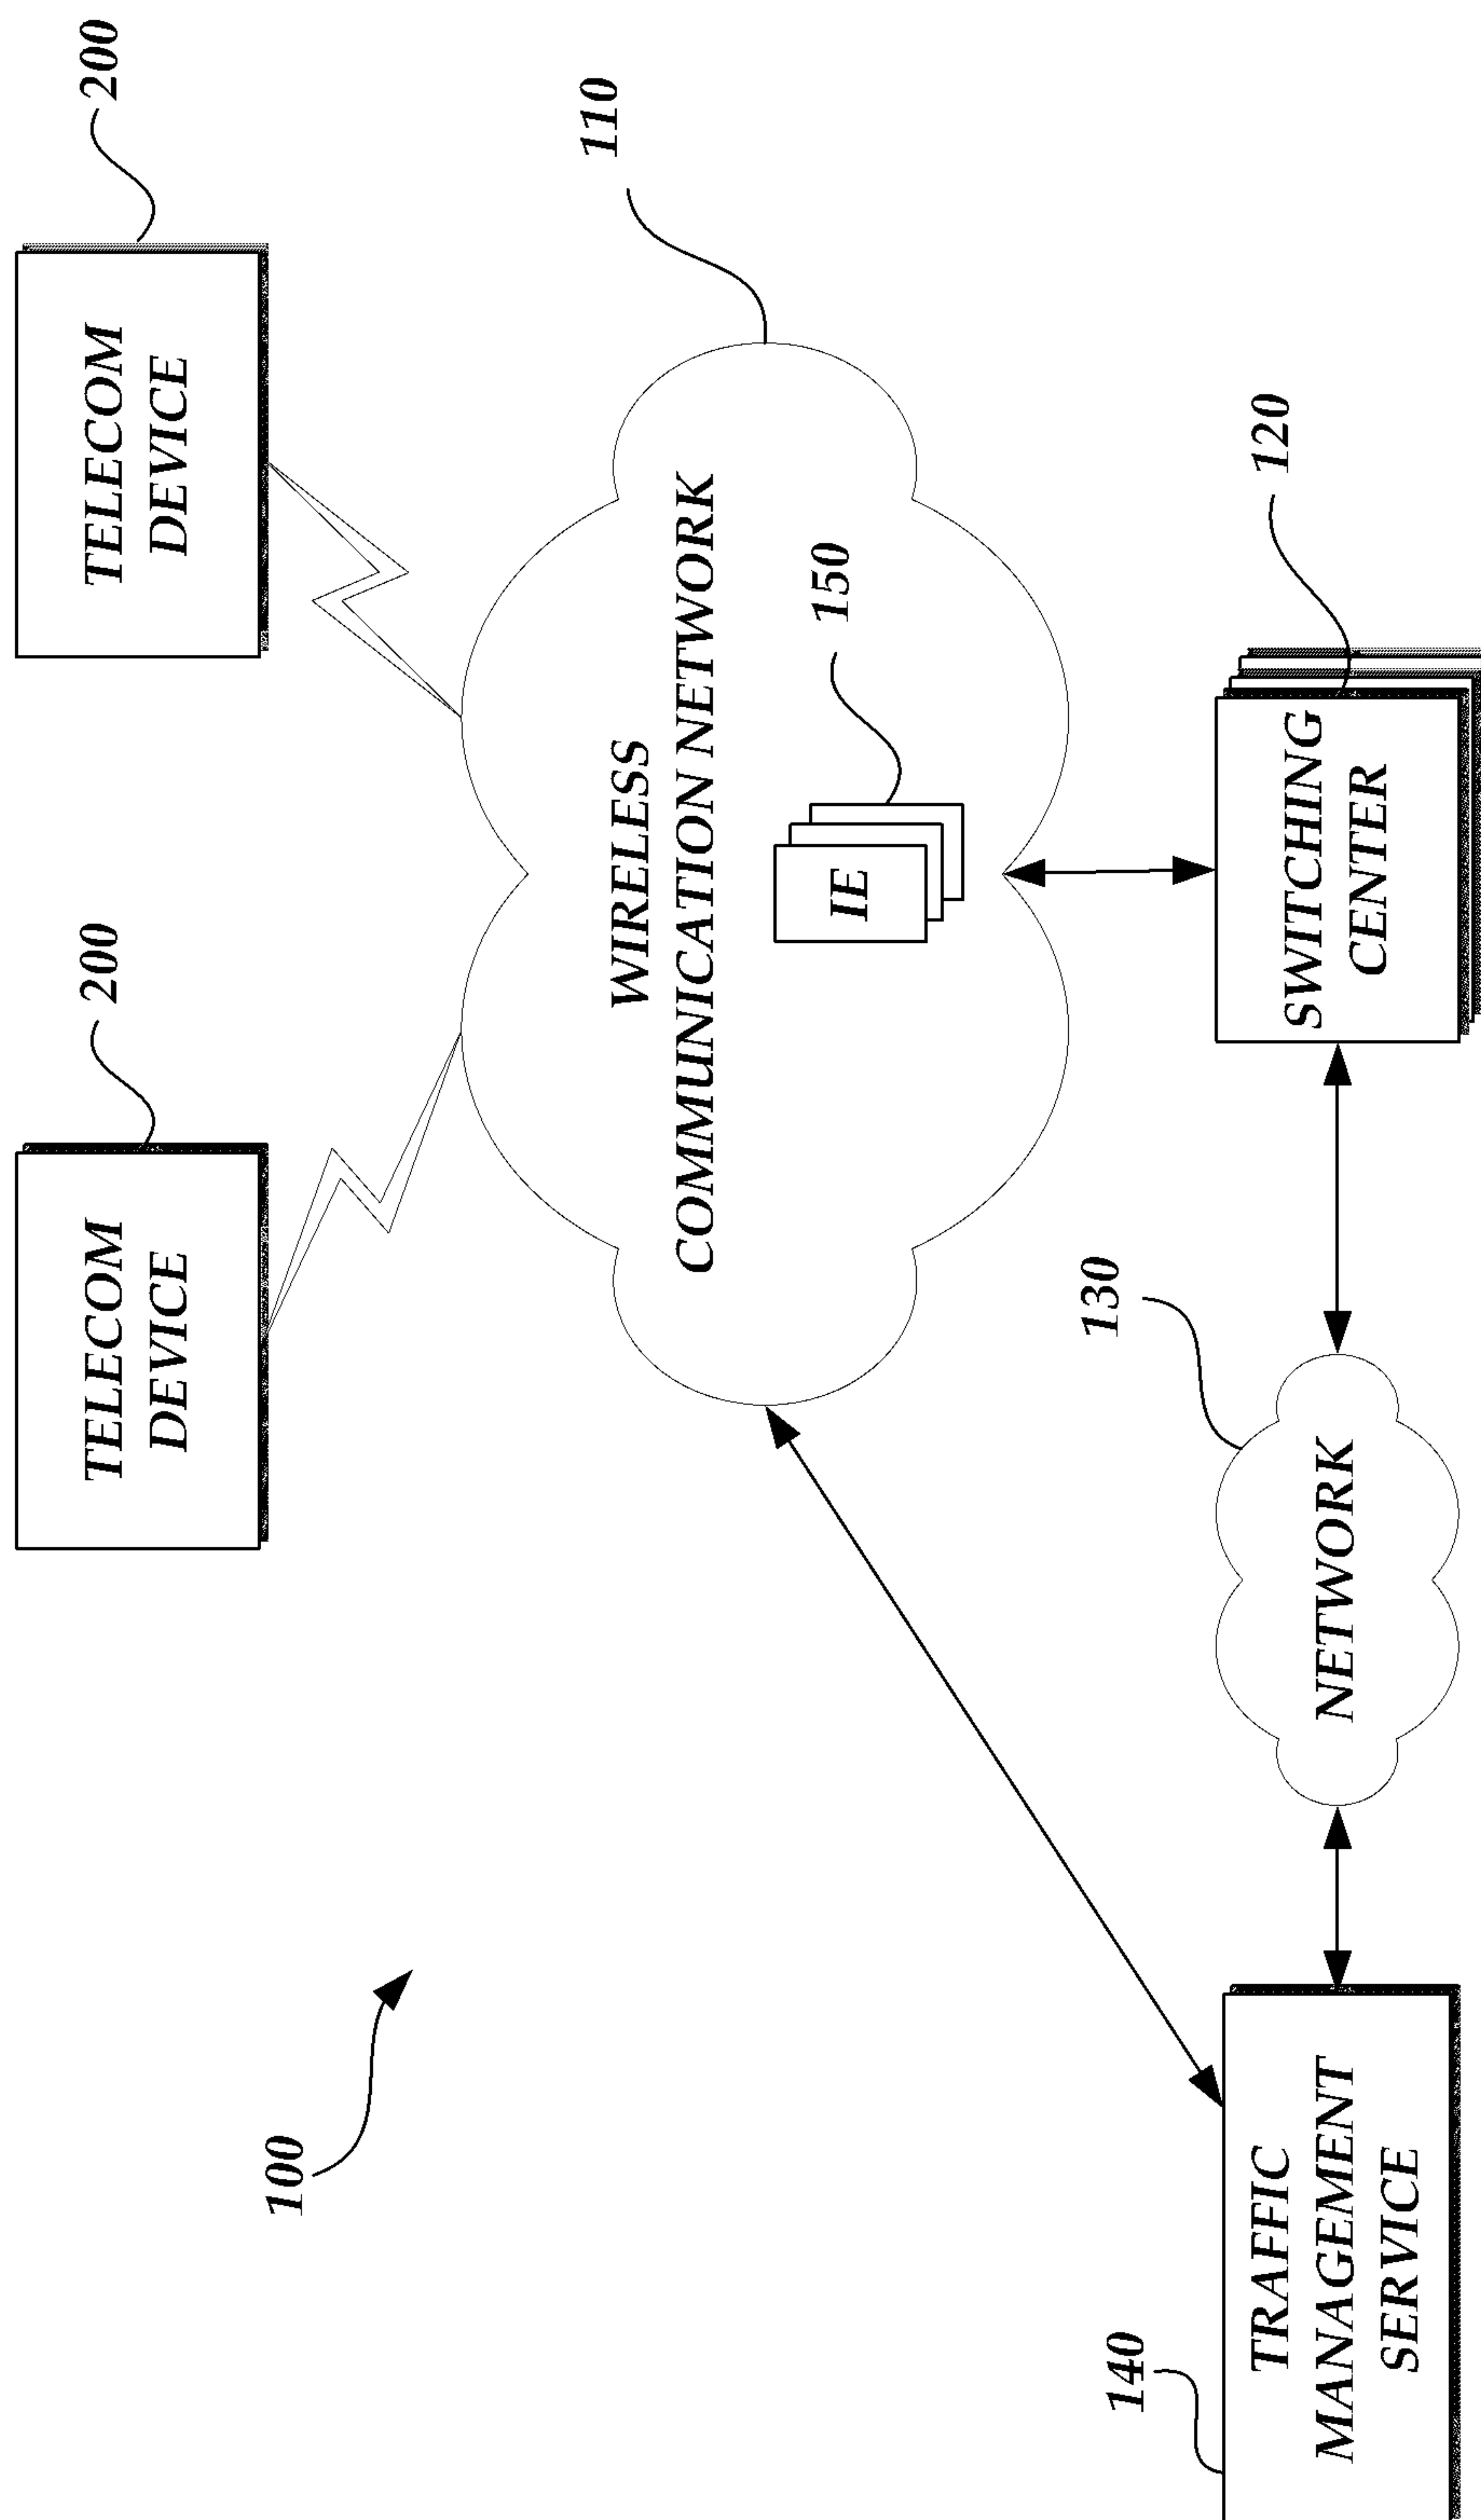 200
TELECOM
DEVICE
200
TELECOM
DEVICE
100
110
WIRELESS
COMMUNICATION NETWORK
150
IE
130
120
140
TRAFFIC
MANAGEMENT
SERVICE
NETWORK
SWITCHING
CENTER